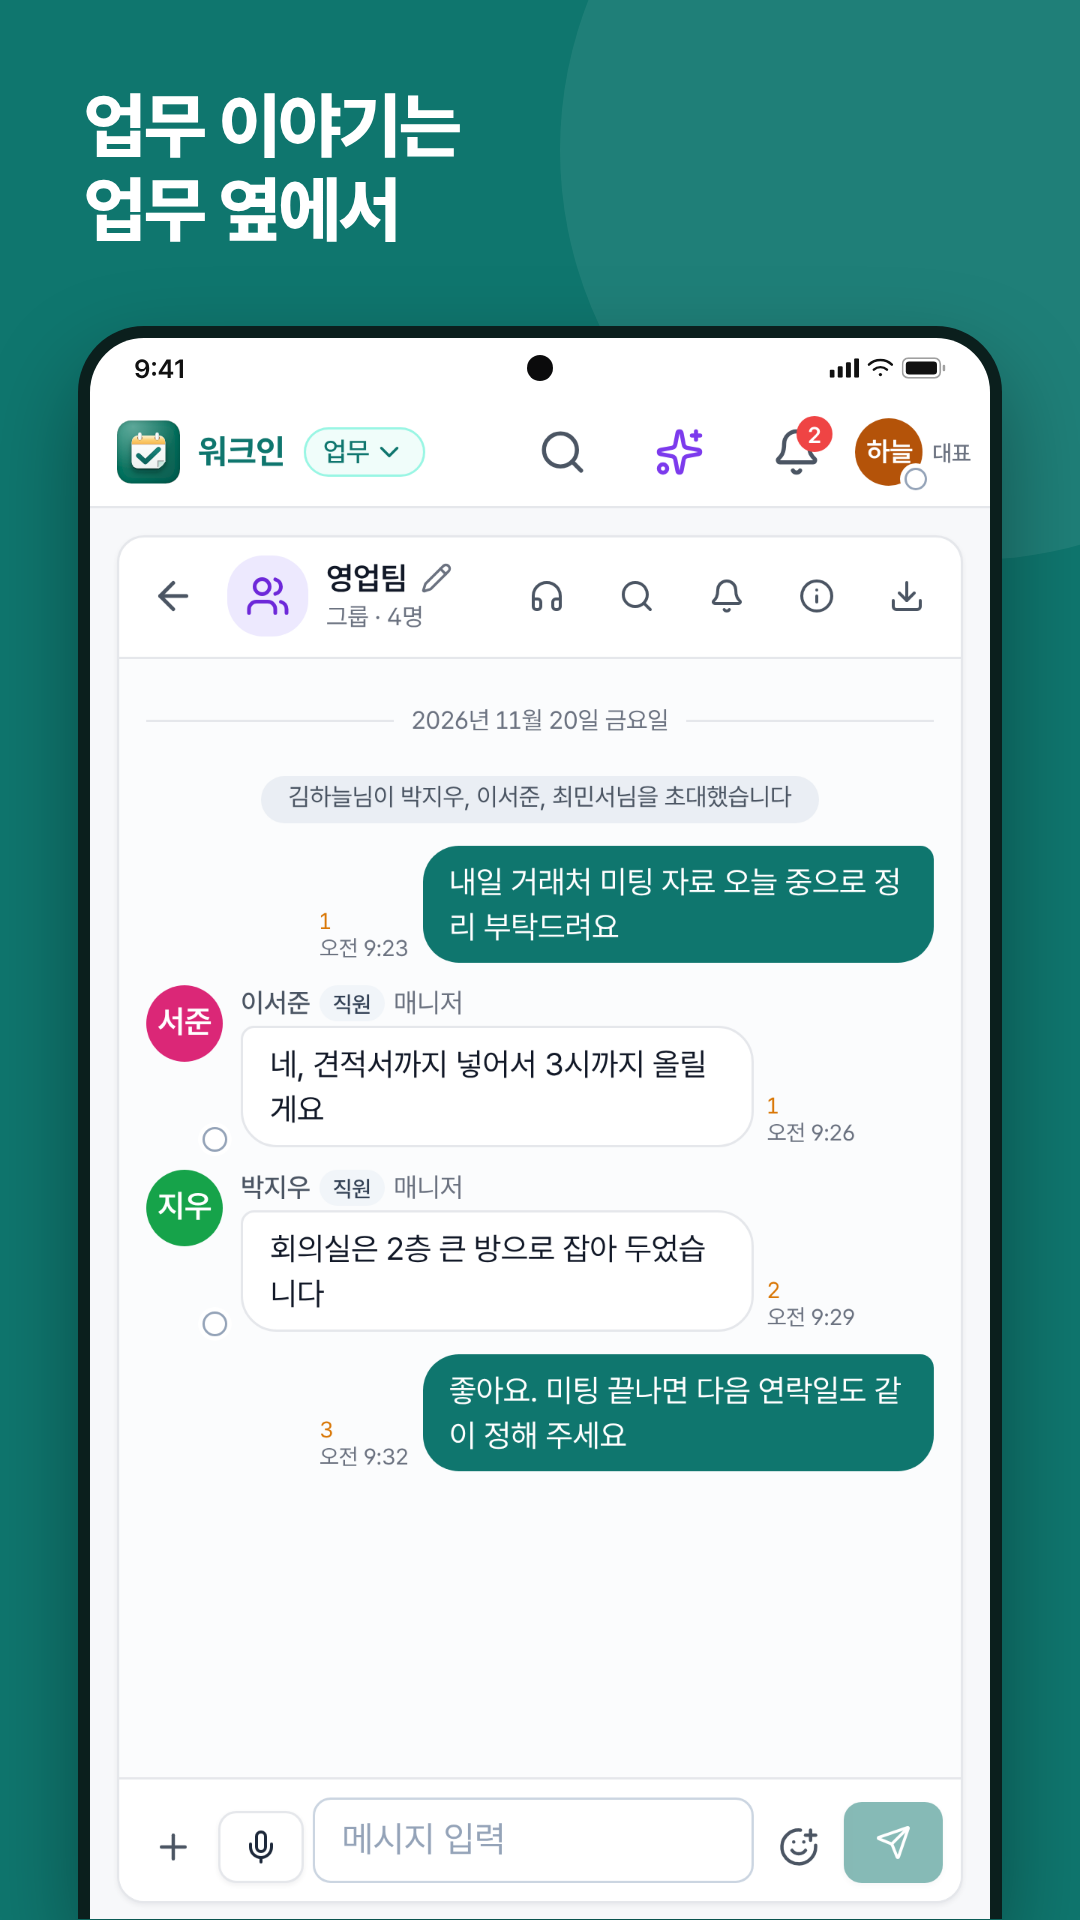 업무 이야기는
업무 옆에서
9:41
워크인
업무
2
하늘
대표
영업팀
그룹 · 4명
2026년 11월 20일 금요일
김하늘님이 박지우, 이서준, 최민서님을 초대했습니다
내일 거래처 미팅 자료 오늘 중으로 정
리 부탁드려요
1
오전 9:23
서준
이서준 직원 매니저
네, 견적서까지 넣어서 3시까지 올릴
게요
1
오전 9:26
지우
박지우 직원 매니저
회의실은 2층 큰 방으로 잡아 두었습
니다
2
오전 9:29
좋아요. 미팅 끝나면 다음 연락일도 같
이 정해 주세요
3
오전 9:32
메시지 입력